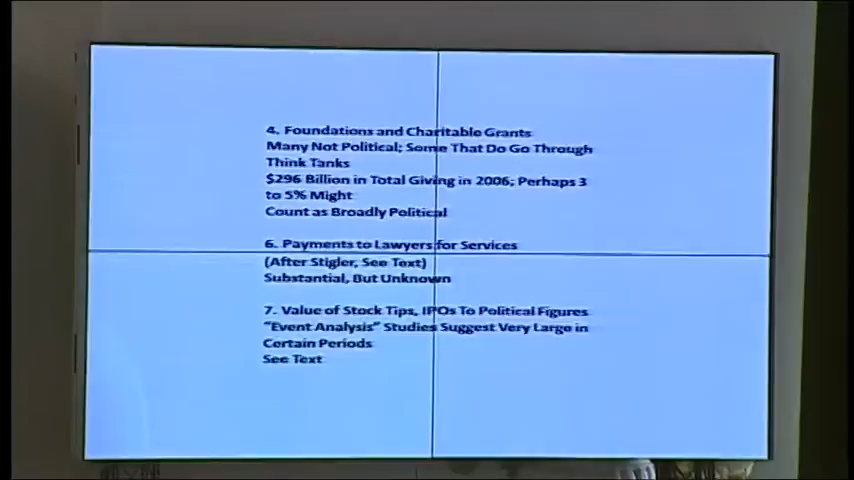 4. Foundations and Charitable Grants
Many Not Political; Some That Do Go Through
Think Tanks
$296 Billion in Total Giving in 2006; Perhaps 3
to 5% Might
Count as Broadly Political
6. Payments to Lawyers for Services
(After Stigler, See Text)
Substantial, But Unknown
7. Value of Stock Tips, IPOs To Political Figures
"Event Analysis" Studies Suggest Very Large in
Certain Periods
See Text